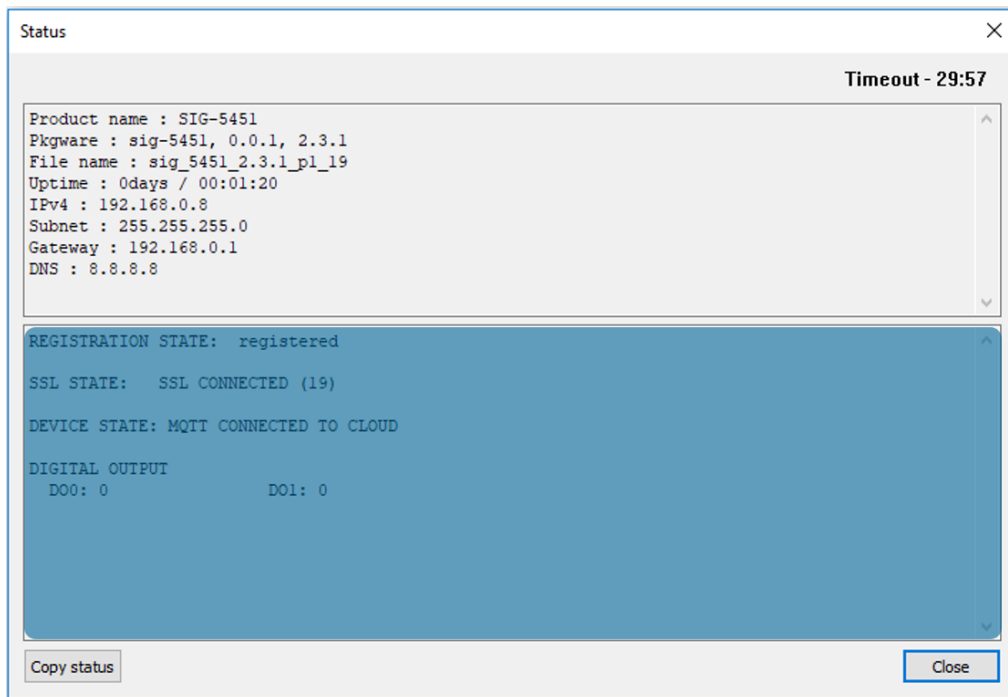 Status
Timeout - 29:57
Product name : SIG-5451
Pkgware : sig-5451, 0.0.1, 2.3.1
File name : sig_5451_2.3.1_p1_19
Uptime : 0days / 00:01:20
IPv4 : 192.168.0.8
Subnet : 255.255.255.0
Gateway : 192.168.0.1
DNS : 8.8.8.8
REGISTRATION STATE:  registered
SSL STATE:   SSL CONNECTED (19)
DEVICE STATE: MQTT CONNECTED TO CLOUD
DIGITAL OUTPUT
DO0: 0                DO1: 0
Copy status
Close